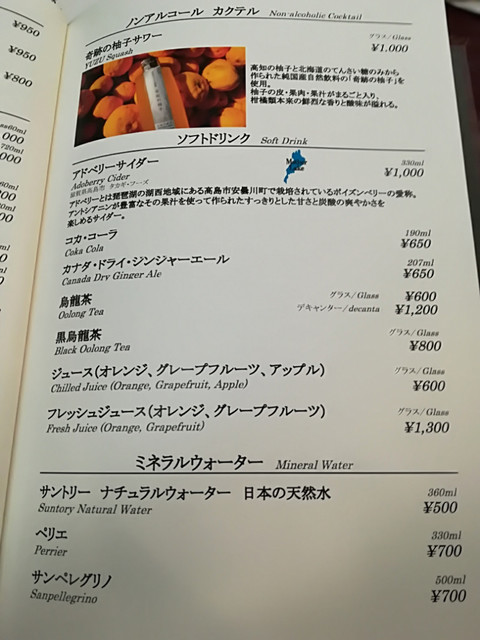 ¥950
¥950
¥800
ノンアルコール カクテル Non-alcoholic Cocktail
奇跡の柚子サワー グラス/Glass
YUZU Squash ¥1,000
高知の柚子と北海道のてんさい糖のみから
作られた純国産自然飲料の「奇跡の柚子」を
使用。
柚子の皮・果肉・果汁がまるごと入り、
柑橘類本来の鮮烈な香りと酸味が溢れる。
ソフトドリンク Soft Drink
アドベリーサイダー 330ml
Adoberry Cider ¥1,000
滋賀県高島市 タカギ・フーズ
アドベリーとは琵琶湖の湖西地域にある高島市安曇川町で栽培されているボイズンベリーの愛称。
アントシアニンが豊富なその果汁を使って作られたすっきりとした甘さと炭酸の爽やかさを
楽しめるサイダー。
コカ・コーラ 190ml
Coka Cola ¥650
カナダ・ドライ・ジンジャーエール 207ml
Canada Dry Ginger Ale ¥650
烏龍茶 グラス/Glass ¥600
Oolong Tea デキャンター/decanta ¥1,200
黒烏龍茶 グラス/Glass
Black Oolong Tea ¥800
ジュース(オレンジ、グレープフルーツ、アップル) グラス/Glass
Chilled Juice (Orange, Grapefruit, Apple) ¥600
フレッシュジュース(オレンジ、グレープフルーツ) グラス/Glass
Fresh Juice (Orange, Grapefruit) ¥1,300
ミネラルウォーター Mineral Water
サントリー ナチュラルウォーター 日本の天然水 360ml
Suntory Natural Water ¥500
ペリエ 330ml
Perrier ¥700
サンペレグリノ 500ml
Sanpellegrino ¥700